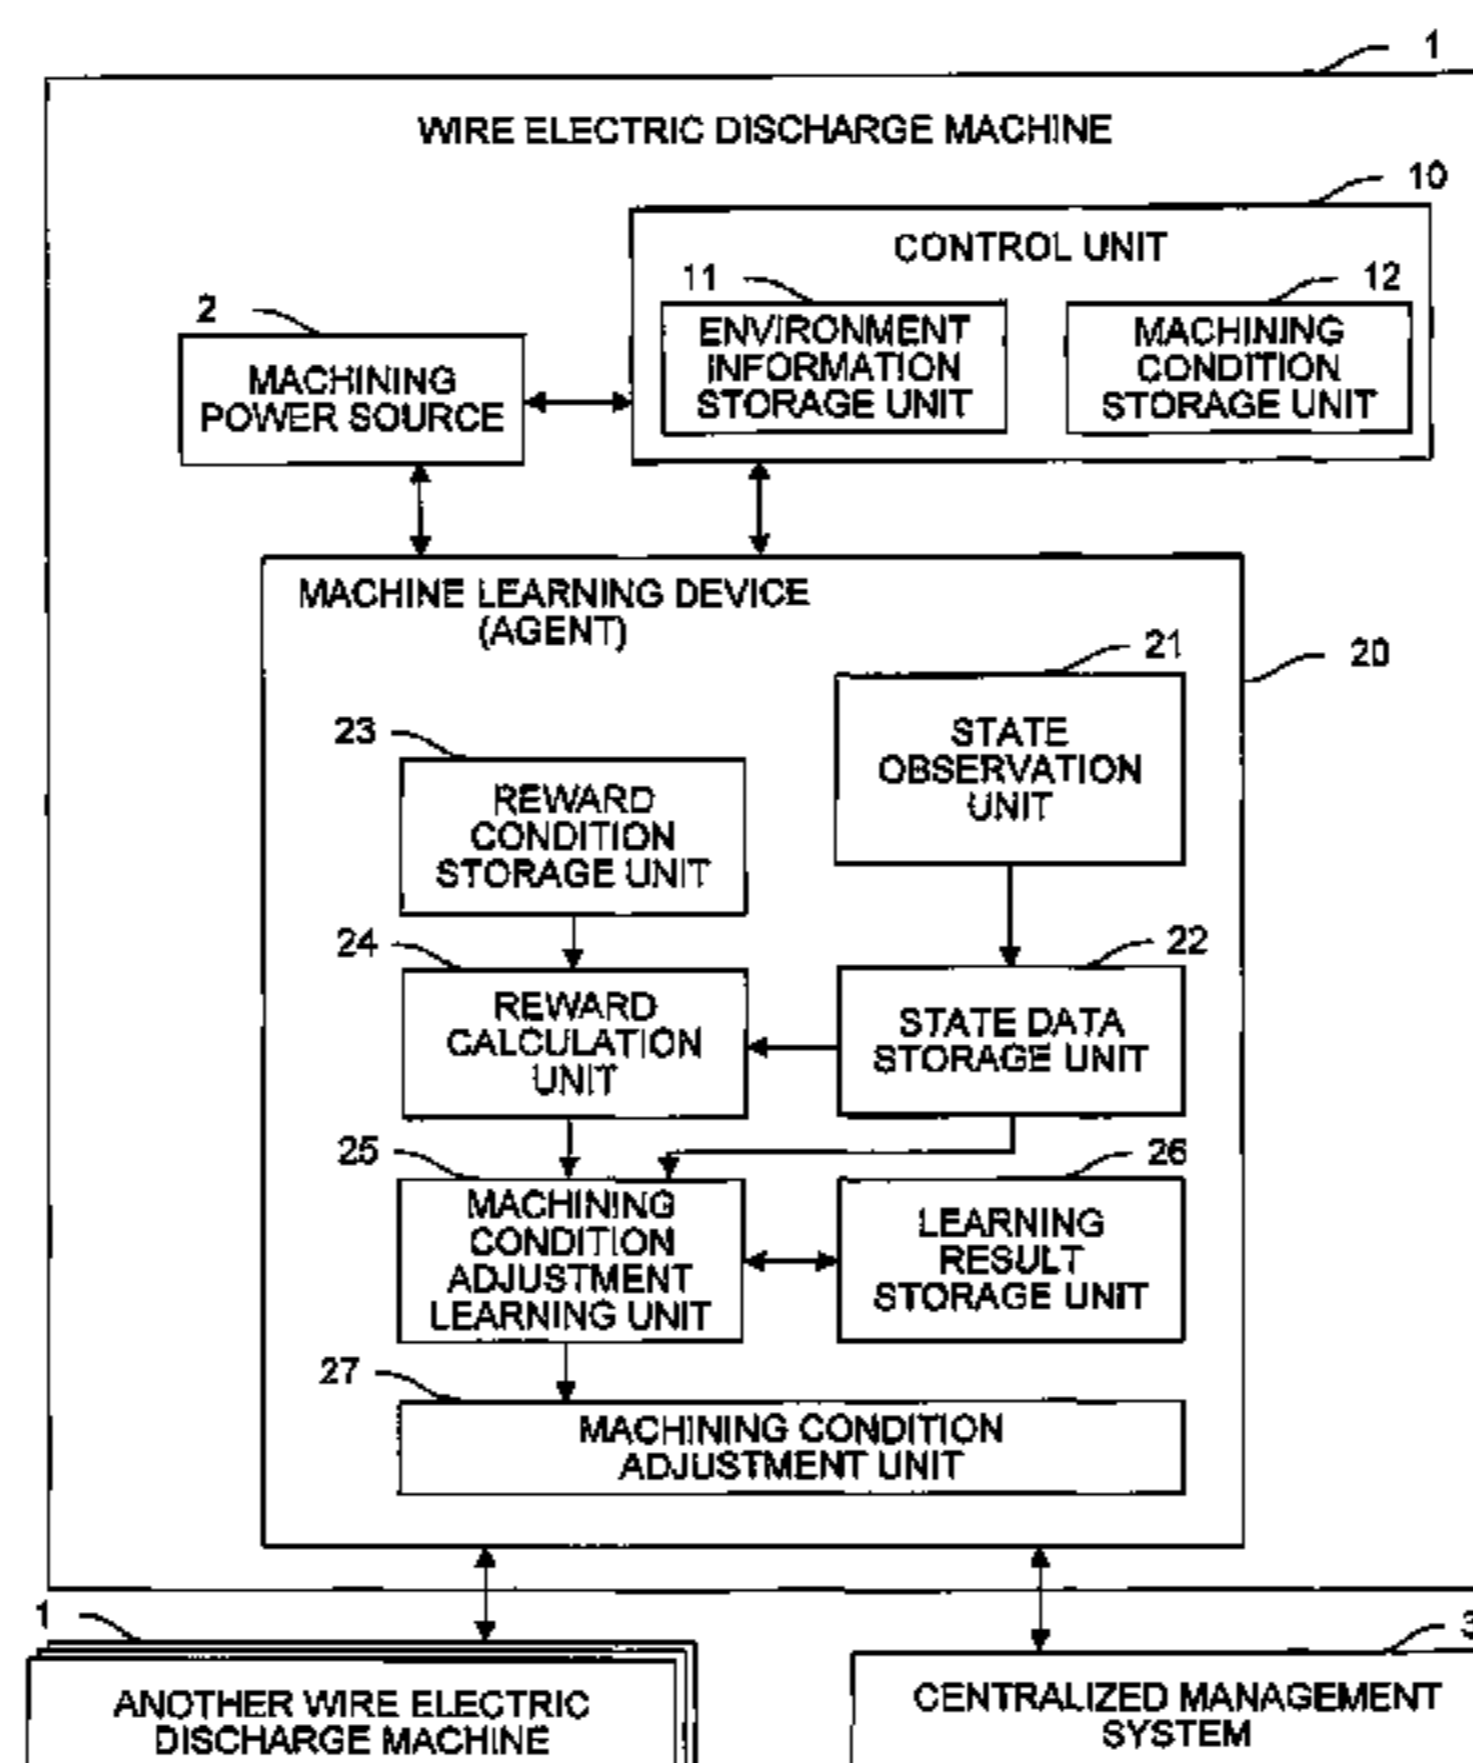 1
WIRE ELECTRIC DISCHARGE MACHINE
10
CONTROL UNIT
11
12
2
ENVIRONMENT
INFORMATION
STORAGE UNIT
MACHINING
CONDITION
STORAGE UNIT
MACHINING
POWER SOURCE
MACHINE LEARNING DEVICE
(AGENT)
21
20
STATE
OBSERVATION
UNIT
23
REWARD
CONDITION
STORAGE UNIT
24
22
REWARD
CALCULATION
UNIT
STATE DATA
STORAGE UNIT
25
26
MACHINING
CONDITION
ADJUSTMENT
LEARNING UNIT
LEARNING
RESULT
STORAGE UNIT
27
MACHINING CONDITION
ADJUSTMENT UNIT
1
3
ANOTHER WIRE ELECTRIC
DISCHARGE MACHINE
CENTRALIZED MANAGEMENT
SYSTEM